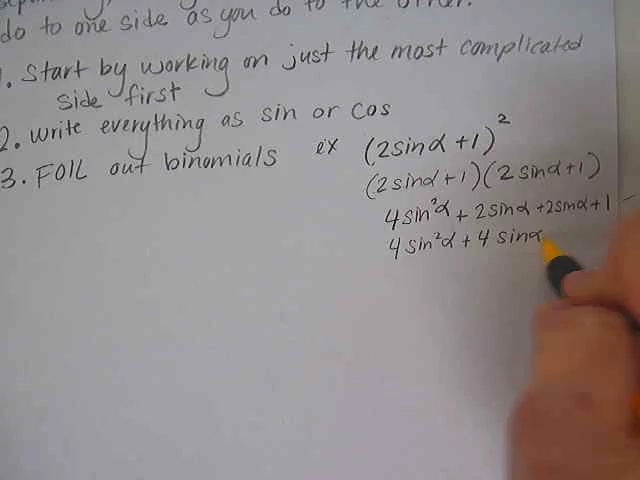 do to one side as you do to the other.
1. Start by working on just the most complicated
side first
2. Write everything as sin or cos
3. FOIL out binomials ex (2sinα +1)²
(2sinα+1)(2sinα+1)
4sin²α + 2sinα +2sinα+1
4sin²α + 4sinα